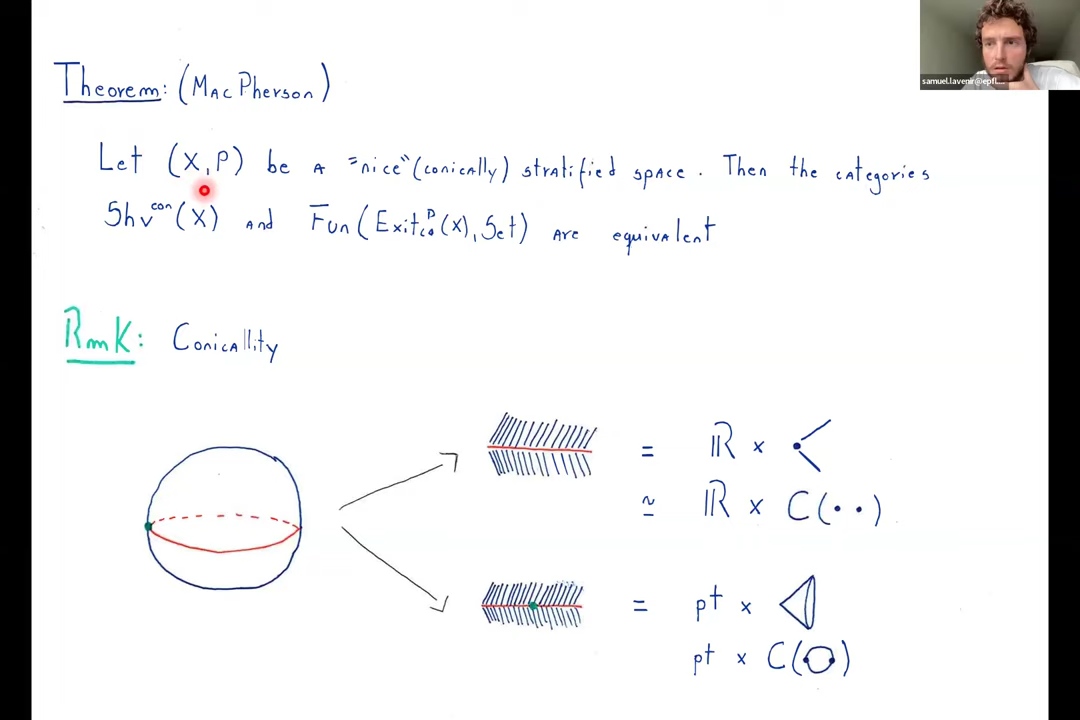 samuel.lavenir@epfl....
Theorem: (MacPherson)
Let (X,P) be a "nice" (conically) stratified space. Then the categories
Shv^con(X) and Fun(Exit^P_co(X), Set) are equivalent
Rmk: Conicallity
= ℝ ×
≅ ℝ × C(··)
= pt ×
pt × C( )